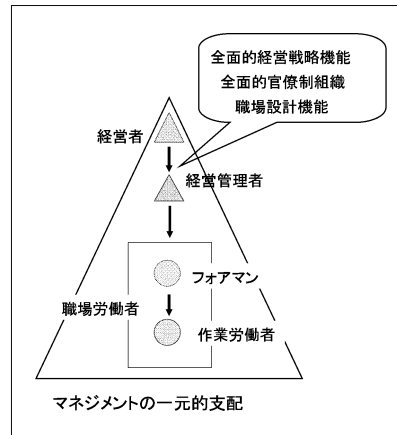 全面的経営戦略機能
全面的官僚制組織
職場設計機能
経営者
経営管理者
フォアマン
職場労働者
作業労働者
マネジメントの一元的支配